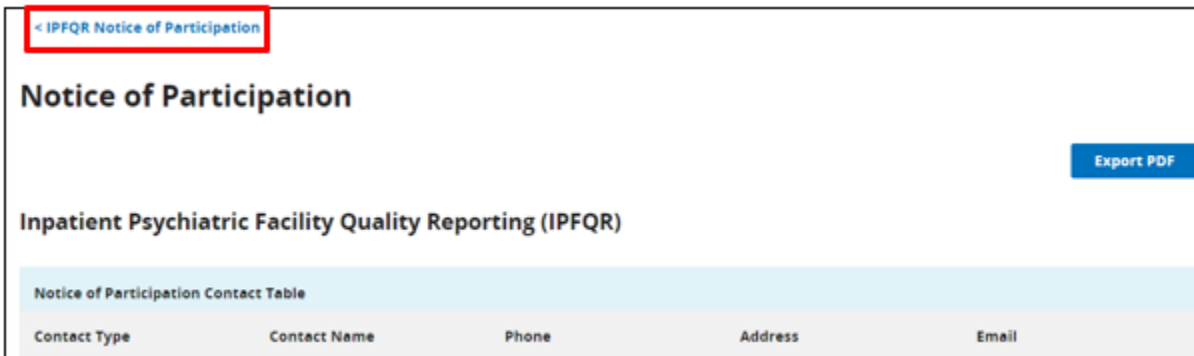 < IPFQR Notice of Participation
Notice of Participation
Export PDF
Inpatient Psychiatric Facility Quality Reporting (IPFQR)
Notice of Participation Contact Table
Contact Type Contact Name Phone Address Email